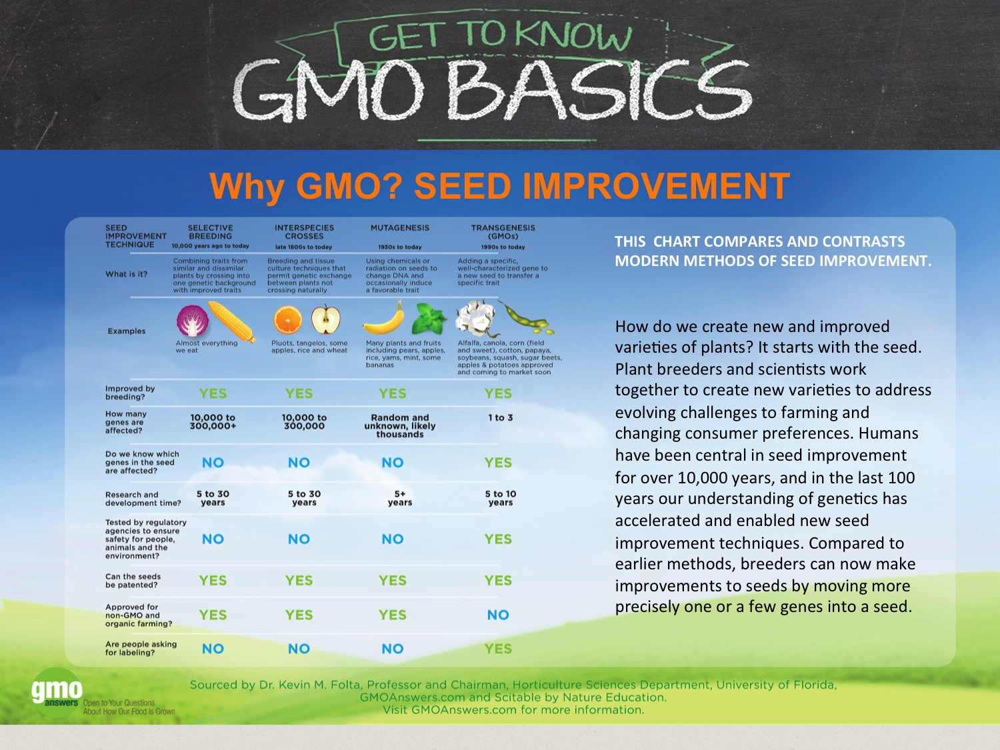 GET TO KNOW
GMO BASICS
Why GMO? SEED IMPROVEMENT
SEED
IMPROVEMENT
TECHNIQUE
SELECTIVE
BREEDING
10,000 years ago to today
INTERSPECIES
CROSSES
late 1800s to today
MUTAGENESIS
1930s to today
TRANSGENESIS
(GMOs)
1990s to today
What is it?
Combining traits from
similar and dissimilar
plants by crossing into
one genetic background
with improved traits
Breeding and tissue
culture techniques that
permit genetic exchange
between plants not
crossing naturally
Using chemicals or
radiation on seeds to
change DNA and
occasionally induce
a favorable trait
Adding a specific,
well-characterized gene to
a new seed to transfer a
specific trait
Examples
Almost everything
we eat
Pluots, tangelos, some
apples, rice and wheat
Many plants and fruits
including pears, apples,
rice, yams, mint, some
bananas
Alfalfa, canola, corn (field
and sweet), cotton, papaya,
soybeans, squash, sugar beets,
apples & potatoes approved
and coming to market soon
Improved by
breeding?
YES
YES
YES
YES
How many
genes are
affected?
10,000 to
300,000+
10,000 to
300,000
Random and
unknown, likely
thousands
1 to 3
Do we know which
genes in the seed
are affected?
NO
NO
NO
YES
Research and
development time?
5 to 30
years
5 to 30
years
5+
years
5 to 10
years
Tested by regulatory
agencies to ensure
safety for people,
animals and the
environment?
NO
NO
NO
YES
Can the seeds
be patented?
YES
YES
YES
YES
Approved for
non-GMO and
organic farming?
YES
YES
YES
NO
Are people asking
for labeling?
NO
NO
NO
YES
THIS CHART COMPARES AND CONTRASTS
MODERN METHODS OF SEED IMPROVEMENT.
How do we create new and improved
varieties of plants? It starts with the seed.
Plant breeders and scientists work
together to create new varieties to address
evolving challenges to farming and
changing consumer preferences. Humans
have been central in seed improvement
for over 10,000 years, and in the last 100
years our understanding of genetics has
accelerated and enabled new seed
improvement techniques. Compared to
earlier methods, breeders can now make
improvements to seeds by moving more
precisely one or a few genes into a seed.
gmo
answers
Open to Your Questions
About How Our Food Is Grown
Sourced by Dr. Kevin M. Folta, Professor and Chairman, Horticulture Sciences Department, University of Florida,
GMOAnswers.com and Scitable by Nature Education.
Visit GMOAnswers.com for more information.